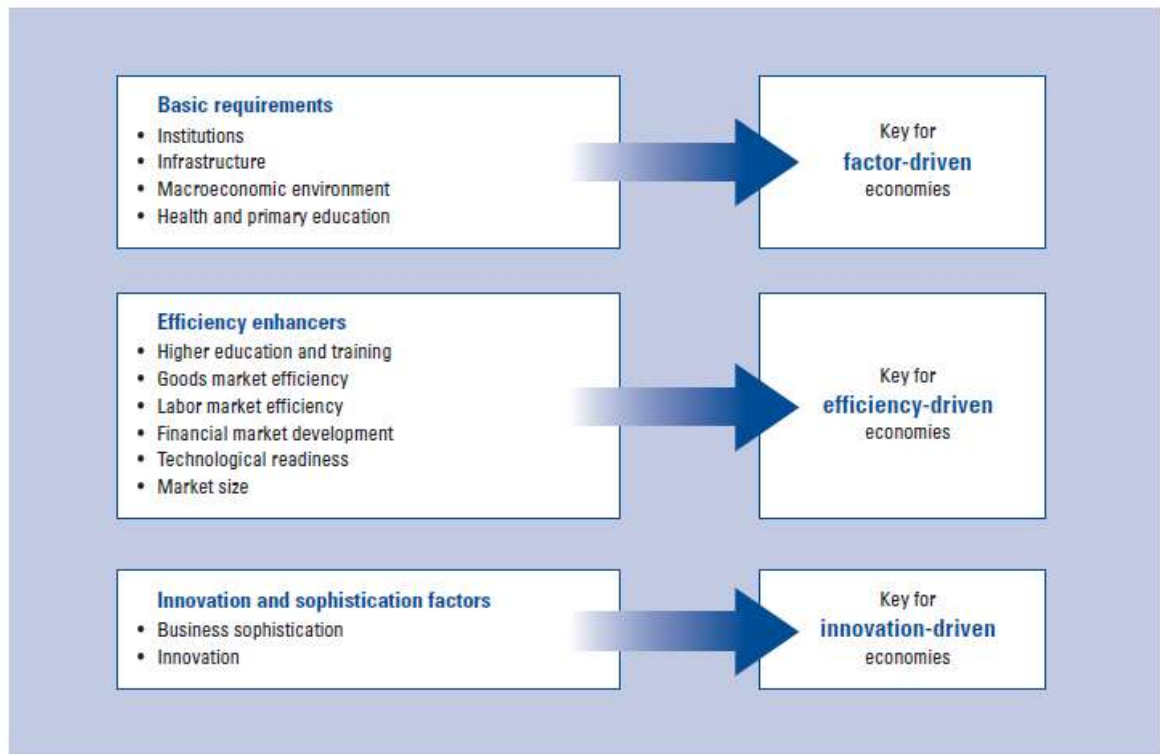 Basic requirements
• Institutions
• Infrastructure
• Macroeconomic environment
• Health and primary education
Key for
factor-driven
economies
Efficiency enhancers
• Higher education and training
• Goods market efficiency
• Labor market efficiency
• Financial market development
• Technological readiness
• Market size
Key for
efficiency-driven
economies
Innovation and sophistication factors
• Business sophistication
• Innovation
Key for
innovation-driven
economies